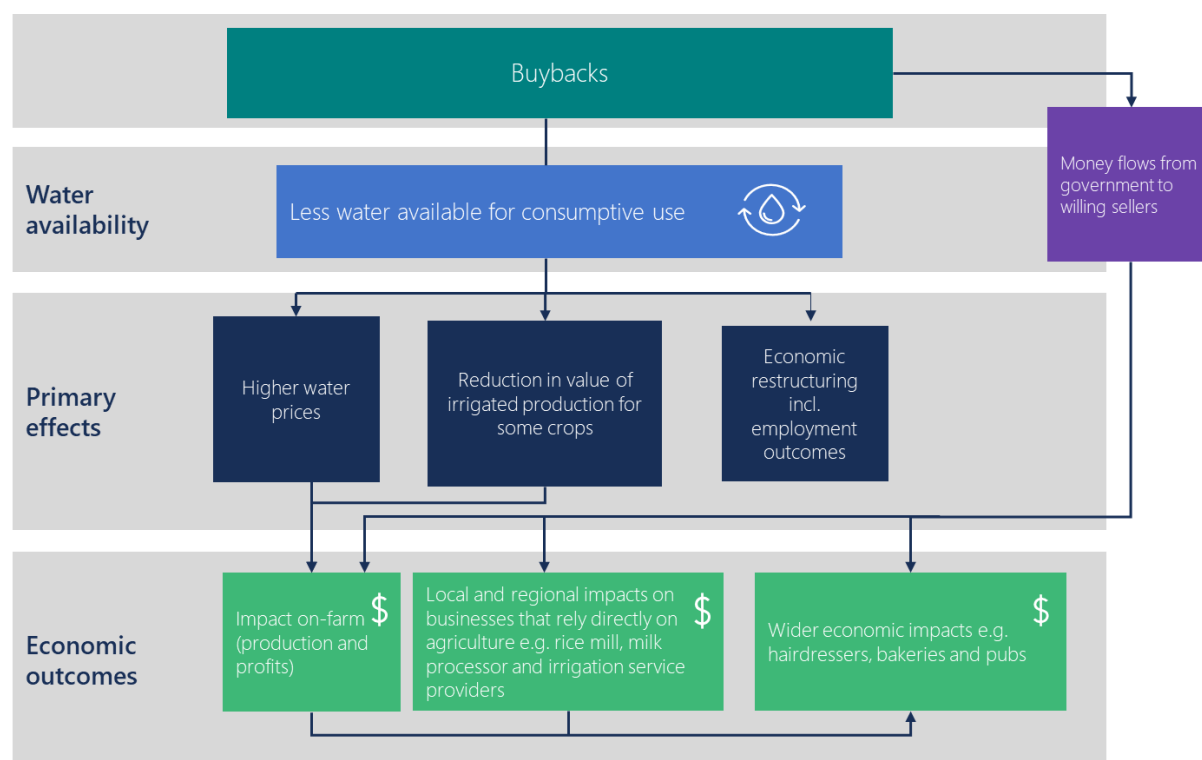 Buybacks
Water
availability
Less water available for consumptive use
Money flows from
government to
willing sellers
Primary
effects
Higher water
prices
Reduction in value of
irrigated production for
some crops
Economic
restructuring
incl.
employment
outcomes
Economic
outcomes
Impact on-farm
(production and
profits)
$
Local and regional impacts on
businesses that rely directly on
agriculture e.g. rice mill, milk
processor and irrigation service
providers
$
Wider economic impacts e.g.
hairdressers, bakeries and pubs
$